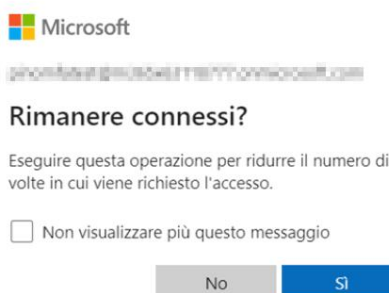 Microsoft
Rimanere connessi?
Eseguire questa operazione per ridurre il numero di
volte in cui viene richiesto l'accesso.
Non visualizzare più questo messaggio
No
Sì